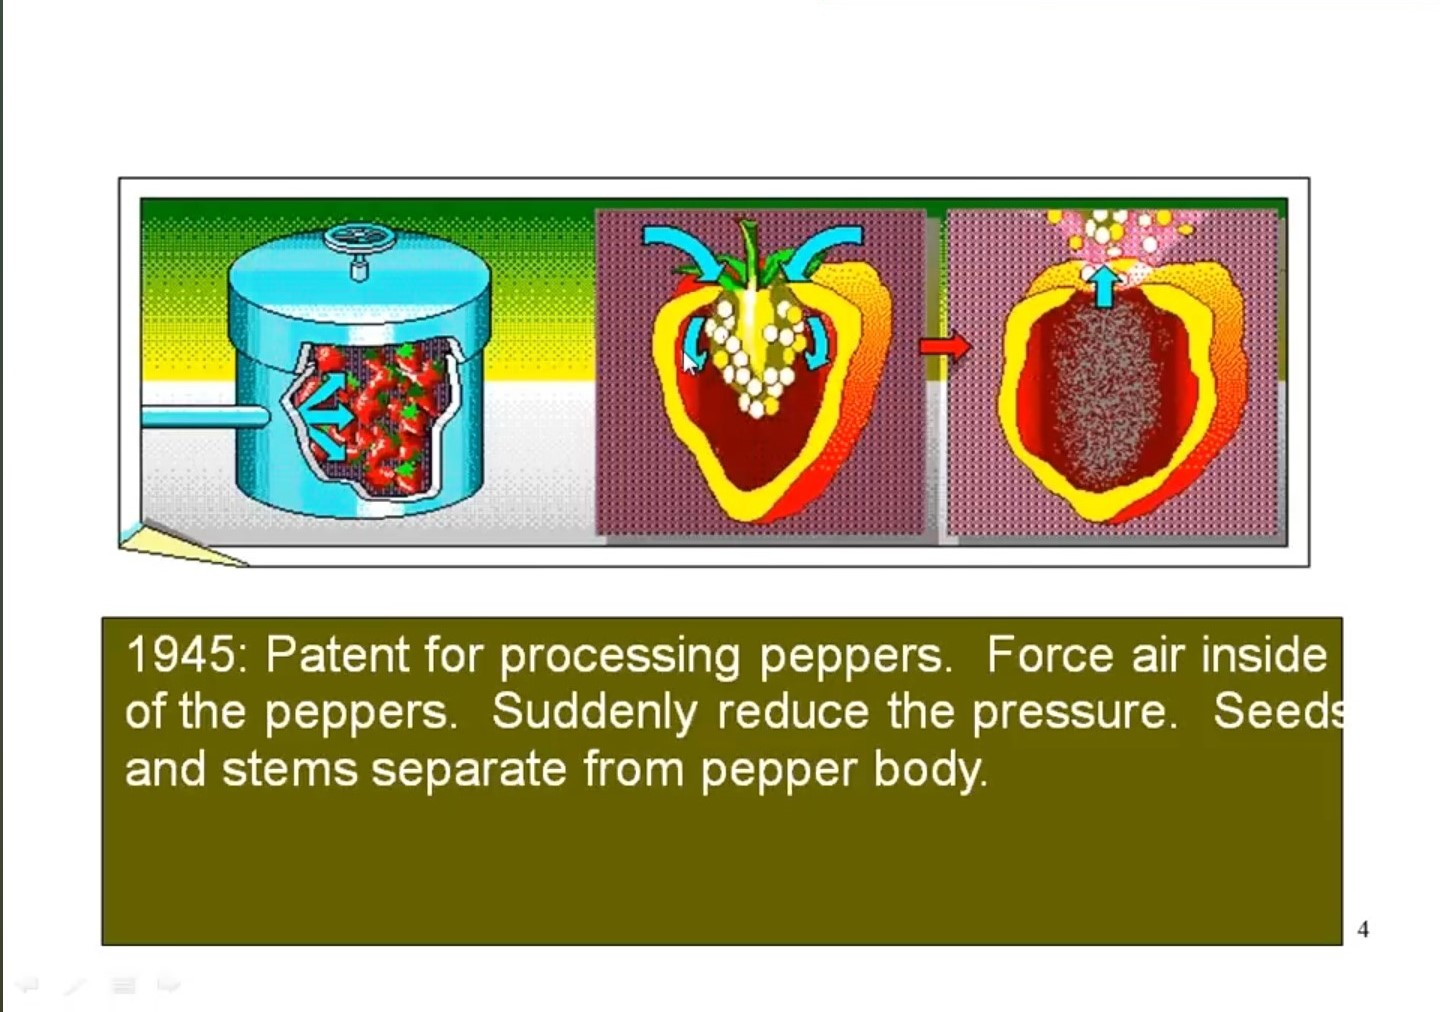 1945: Patent for processing peppers. Force air inside
of the peppers. Suddenly reduce the pressure. Seeds
and stems separate from pepper body.
4